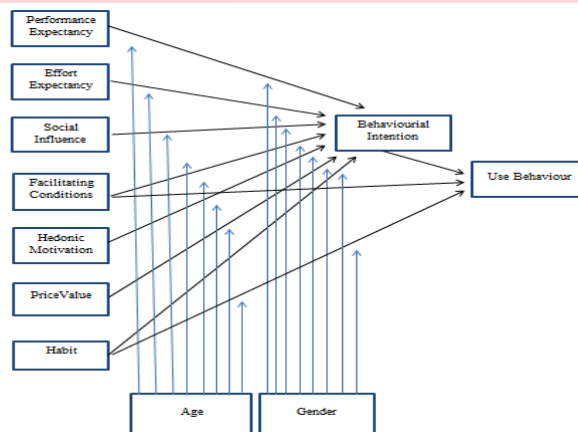 Performance
Expectancy
Effort
Expectancy
Social
Influence
Facilitating
Conditions
Hedonic
Motivation
PriceValue
Habit
Behaviourial
Intention
Use Behaviour
Age
Gender